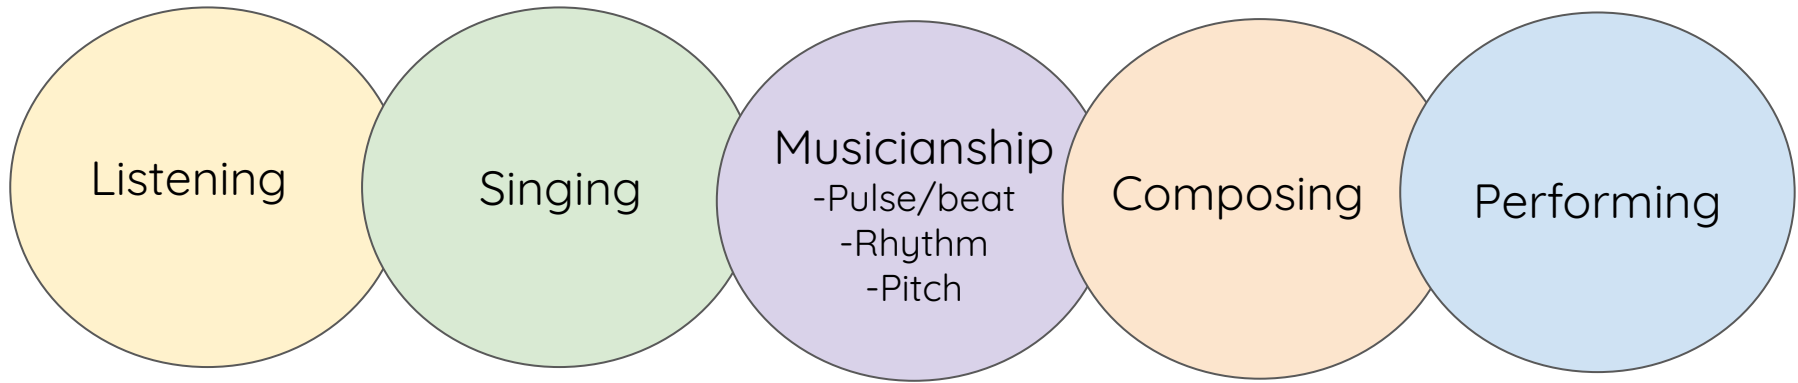 Listening
Singing
Musicianship
-Pulse/beat
-Rhythm
-Pitch
Composing
Performing